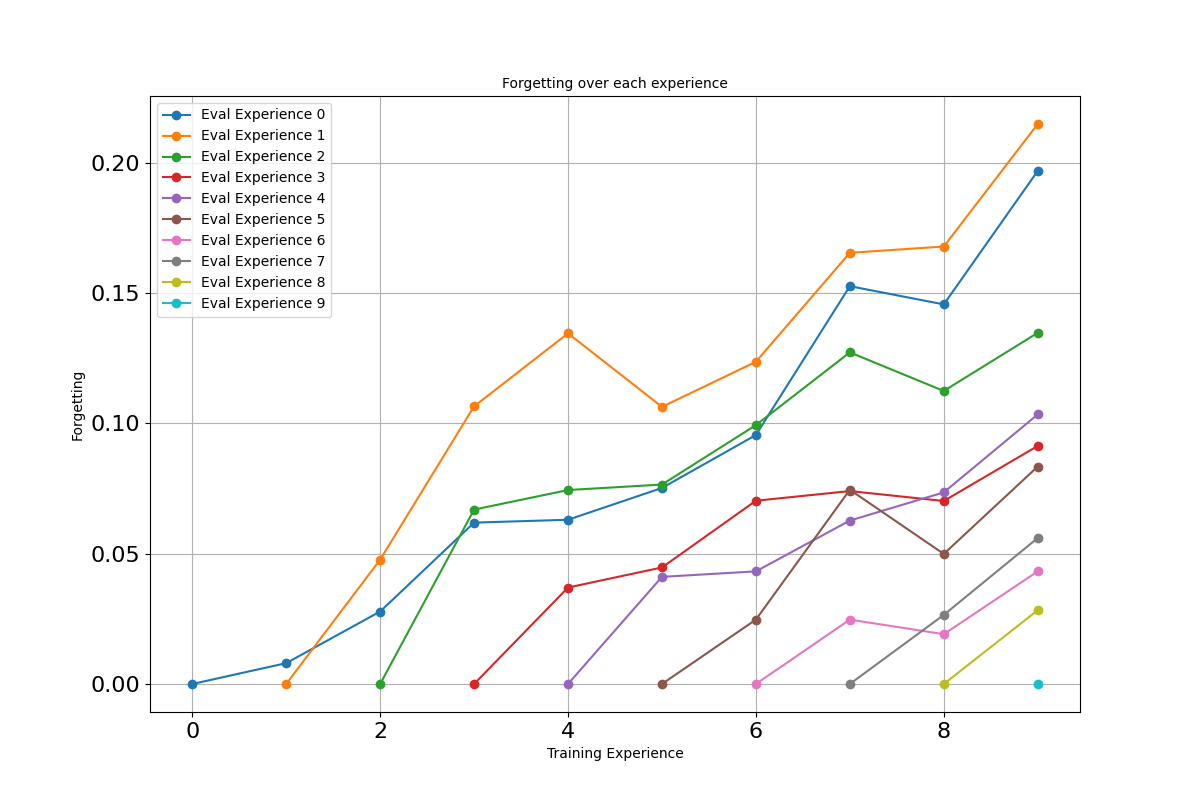 Forgetting over each experience
Eval Experience 0
Eval Experience 1
Eval Experience 2
Eval Experience 3
Eval Experience 4
Eval Experience 5
Eval Experience 6
Eval Experience 7
Eval Experience 8
Eval Experience 9
0.20
0.15
0.10
0.05
0.00
Forgetting
0 2 4 6 8
Training Experience